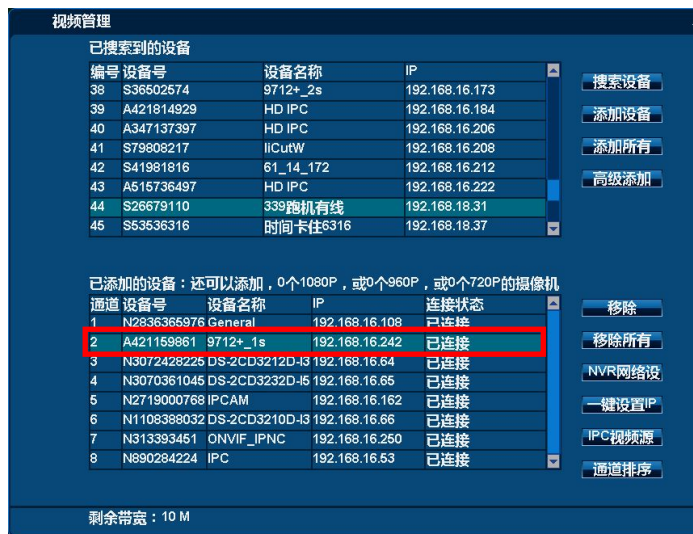 视频管理
已搜索到的设备
编号 设备号 设备名称 IP
38 S36502574 9712+_2s 192.168.16.173
搜索设备
39 A421814929 HD IPC 192.168.16.184
添加设备
40 A347137397 HD IPC 192.168.16.206
41 S79808217 liCutW 192.168.16.208
添加所有
42 S41981816 61_14_172 192.168.16.212
43 A515736497 HD IPC 192.168.16.222
高级添加
44 S26679110 339跑机有线 192.168.18.31
45 S53536316 时间卡住6316 192.168.18.37
已添加的设备：还可以添加，0个1080P，或0个960P，或0个720P的摄像机
通道 设备号 设备名称 IP 连接状态
移除
1 N2836365976 General 192.168.16.108 已连接
2 A421159861 9712+_1s 192.168.16.242 已连接
移除所有
3 N3072428225 DS-2CD3212D-I3 192.168.16.64 已连接
NVR网络设
4 N3070361045 DS-2CD3232D-I5 192.168.16.65 已连接
5 N2719000768 IPCAM 192.168.16.162 已连接
一键设置IP
6 N1108388032 DS-2CD3210D-I3 192.168.16.66 已连接
7 N313393451 ONVIF_IPNC 192.168.16.250 已连接
IPC视频源
8 N890284224 IPC 192.168.16.53 已连接
通道排序
剩余带宽：10 M